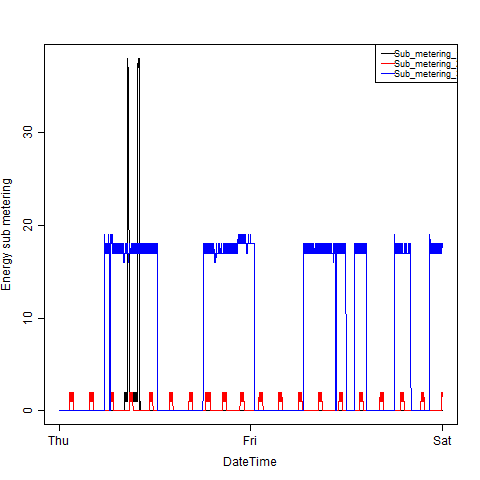 Sub_metering_
Sub_metering_
Sub_metering_
Energy sub metering
30
20
10
0
Thu
Fri
Sat
DateTime